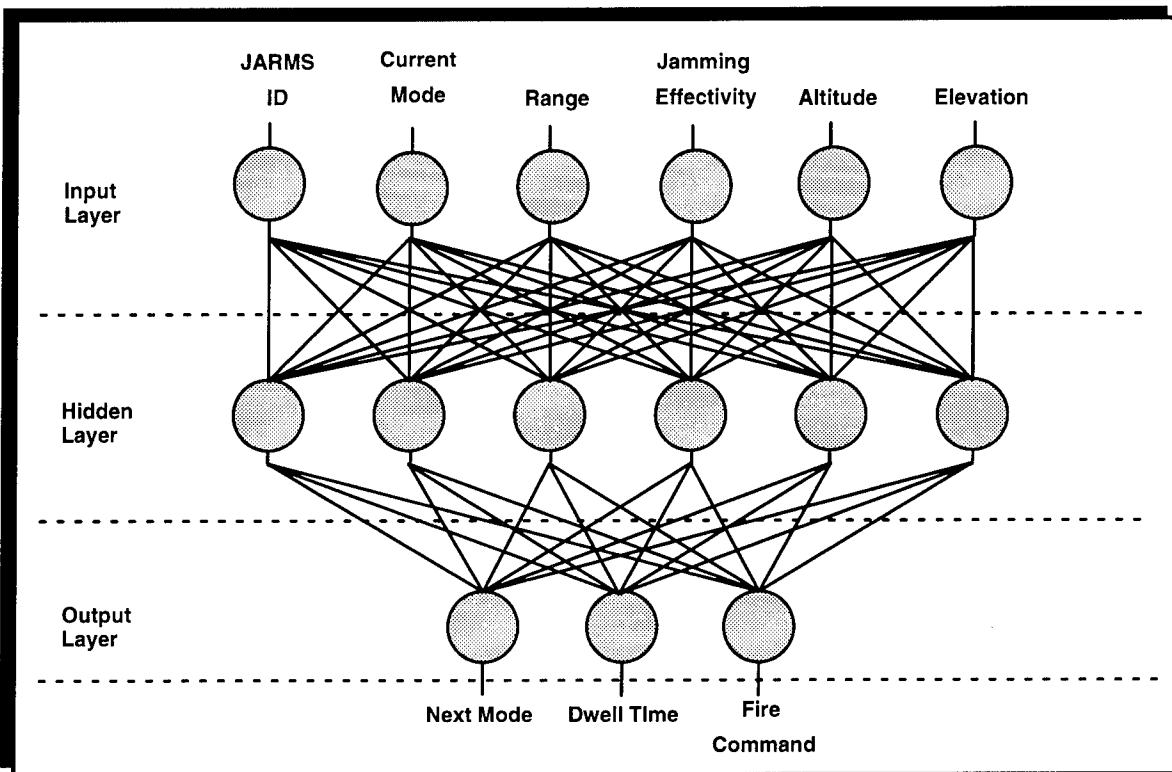 JARMS
ID
Current
Mode
Range
Jamming
Effectivity
Altitude
Elevation
Input
Layer
Hidden
Layer
Output
Layer
Next Mode
Dwell TIme
Fire
Command